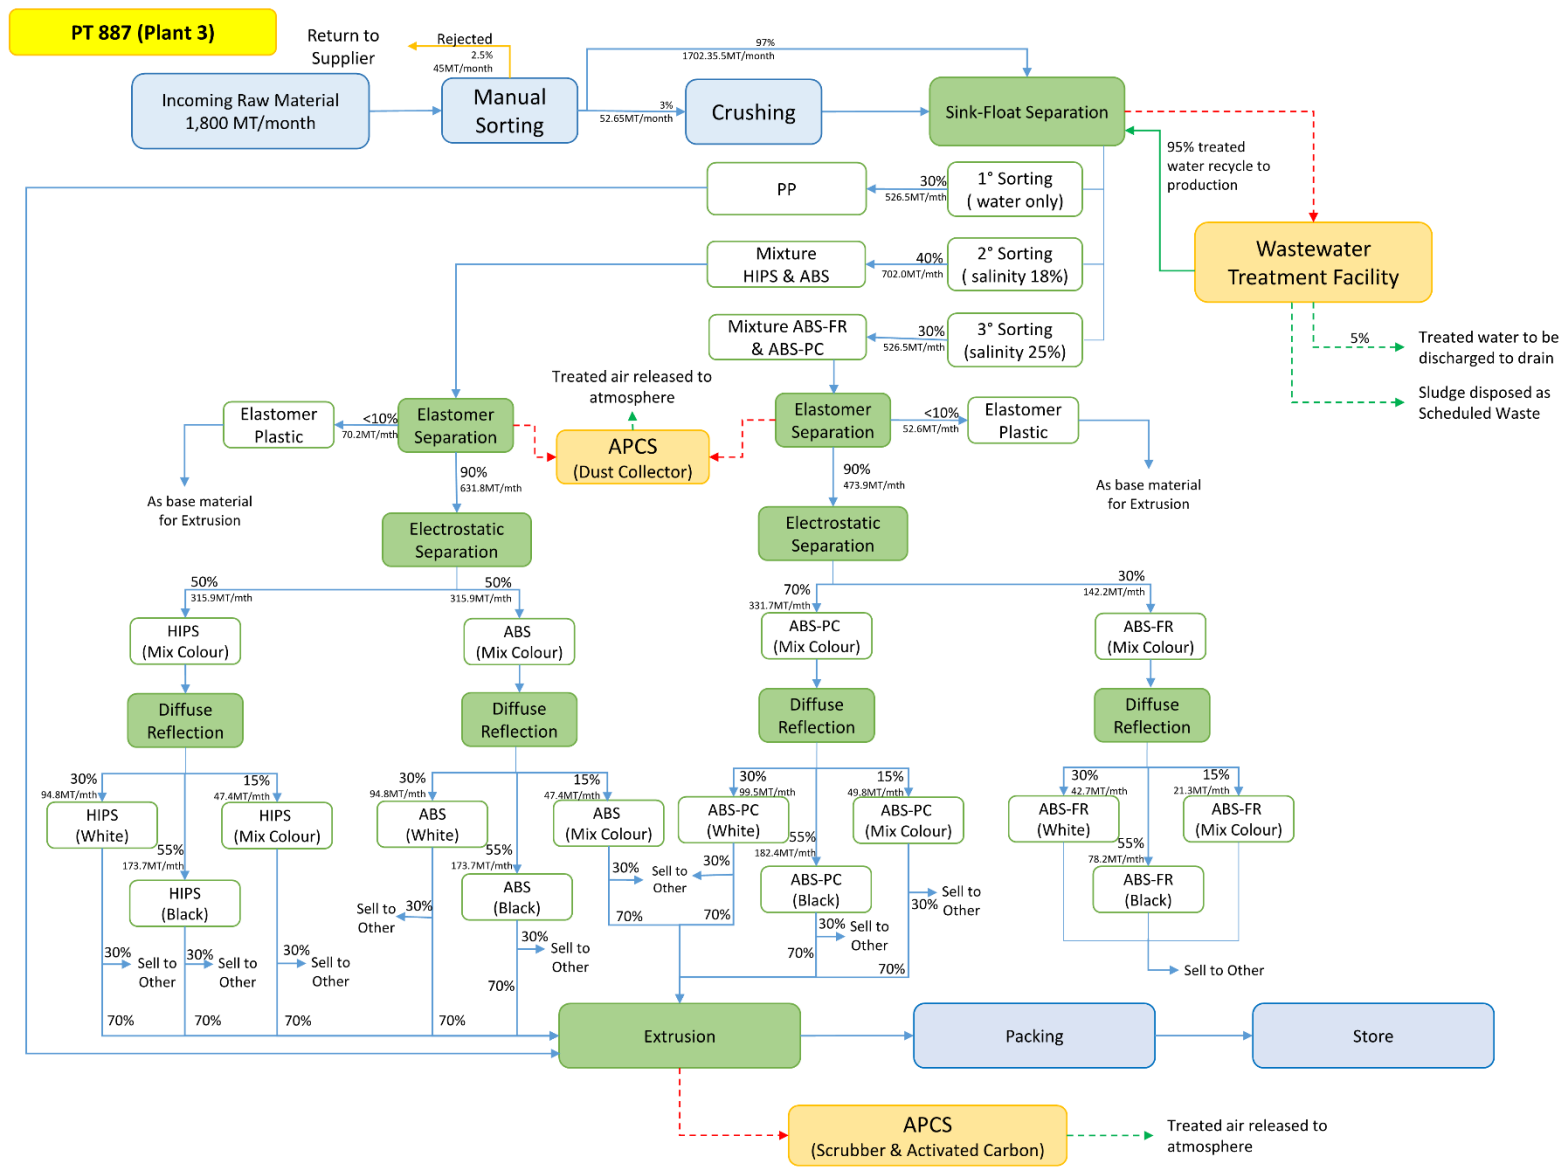 PT 887 (Plant 3)
Return to
Supplier
Rejected
2.5%
45MT/month
97%
1702.35.5MT/month
Incoming Raw Material
1,800 MT/month
Manual
Sorting
3%
52.65MT/month
Crushing
Sink-Float Separation
95% treated
water recycle to
production
PP
30%
526.5MT/mth
1° Sorting
( water only)
Mixture
HIPS & ABS
40%
702.0MT/mth
2° Sorting
( salinity 18%)
Wastewater
Treatment Facility
Mixture ABS-FR
& ABS-PC
30%
526.5MT/mth
3° Sorting
(salinity 25%)
5%
Treated water to be
discharged to drain
Sludge disposed as
Scheduled Waste
Treated air released to
atmosphere
Elastomer
Plastic
<10%
70.2MT/mth
Elastomer
Separation
APCS
(Dust Collector)
Elastomer
Separation
<10%
52.6MT/mth
Elastomer
Plastic
90%
631.8MT/mth
90%
473.9MT/mth
As base material
for Extrusion
As base material
for Extrusion
Electrostatic
Separation
Electrostatic
Separation
50%
315.9MT/mth
50%
315.9MT/mth
70%
331.7MT/mth
30%
142.2MT/mth
HIPS
(Mix Colour)
ABS
(Mix Colour)
ABS-PC
(Mix Colour)
ABS-FR
(Mix Colour)
Diffuse
Reflection
Diffuse
Reflection
Diffuse
Reflection
Diffuse
Reflection
30%
94.8MT/mth
15%
47.4MT/mth
30%
94.8MT/mth
15%
47.4MT/mth
30%
99.5MT/mth
15%
49.8MT/mth
30%
42.7MT/mth
15%
21.3MT/mth
HIPS
(White)
HIPS
(Mix Colour)
ABS
(White)
ABS
(Mix Colour)
ABS-PC
(White)
ABS-PC
(Mix Colour)
ABS-FR
(White)
ABS-FR
(Mix Colour)
55%
173.7MT/mth
55%
173.7MT/mth
55%
182.4MT/mth
55%
78.2MT/mth
HIPS
(Black)
ABS
(Black)
ABS-PC
(Black)
ABS-FR
(Black)
30%
Sell to
Other
30%
Sell to
Other
30%
Sell to
Other
30%
Sell to
Other
30%
Sell to
Other
30%
Sell to
Other
30%
30%
Sell to
Other
30%
Sell to
Other
Sell to Other
70%
70%
70%
70%
70%
70%
70%
70%
70%
Extrusion
Packing
Store
APCS
(Scrubber & Activated Carbon)
Treated air released to
atmosphere